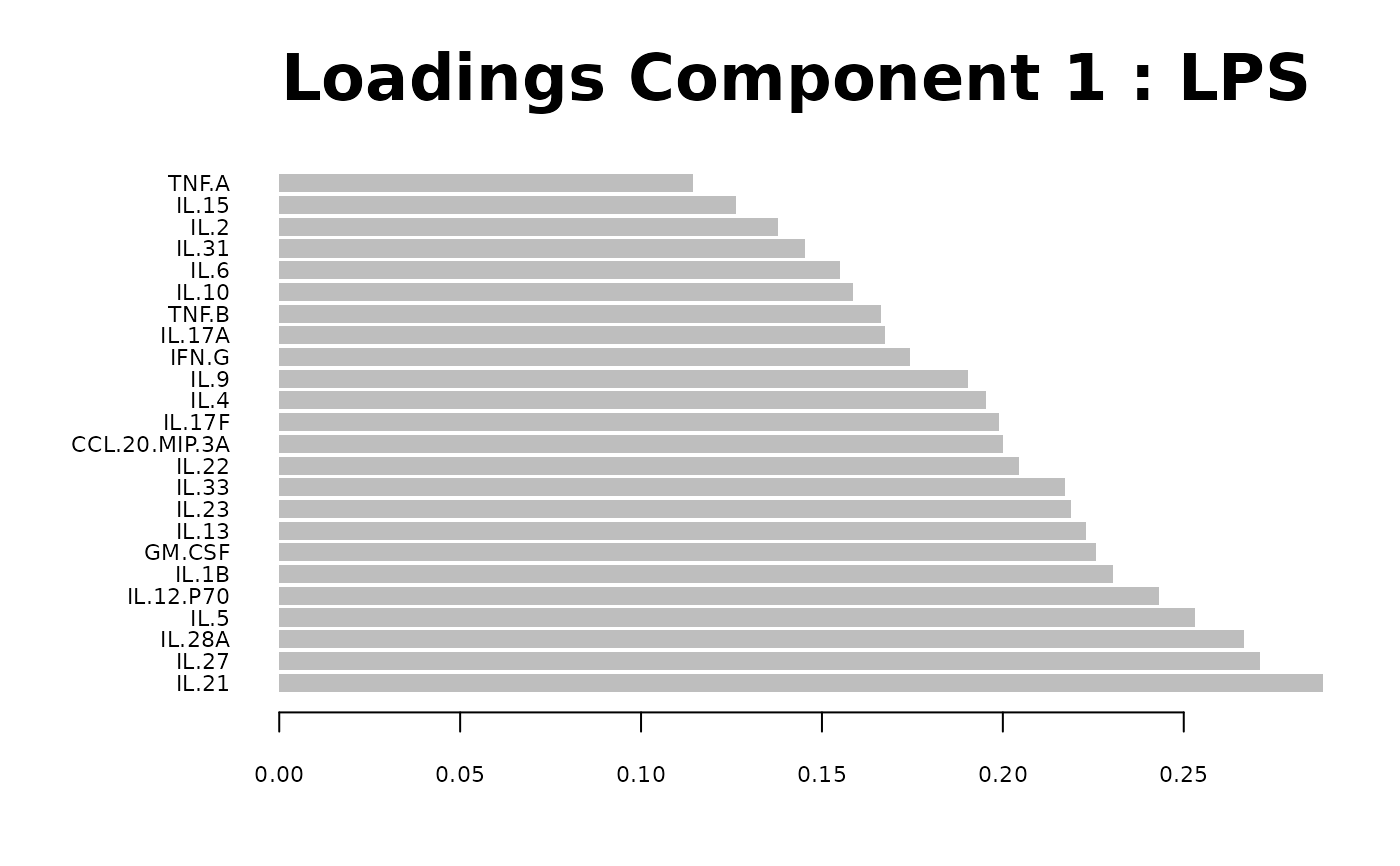 Loadings Component 1 : LPS
TNF.A
IL.15
IL.2
IL.31
IL.6
IL.10
TNF.B
IL.17A
IFN.G
IL.9
IL.4
IL.17F
CCL.20.MIP.3A
IL.22
IL.33
IL.23
IL.13
GM.CSF
IL.1B
IL.12.P70
IL.5
IL.28A
IL.27
IL.21
0.00 0.05 0.10 0.15 0.20 0.25